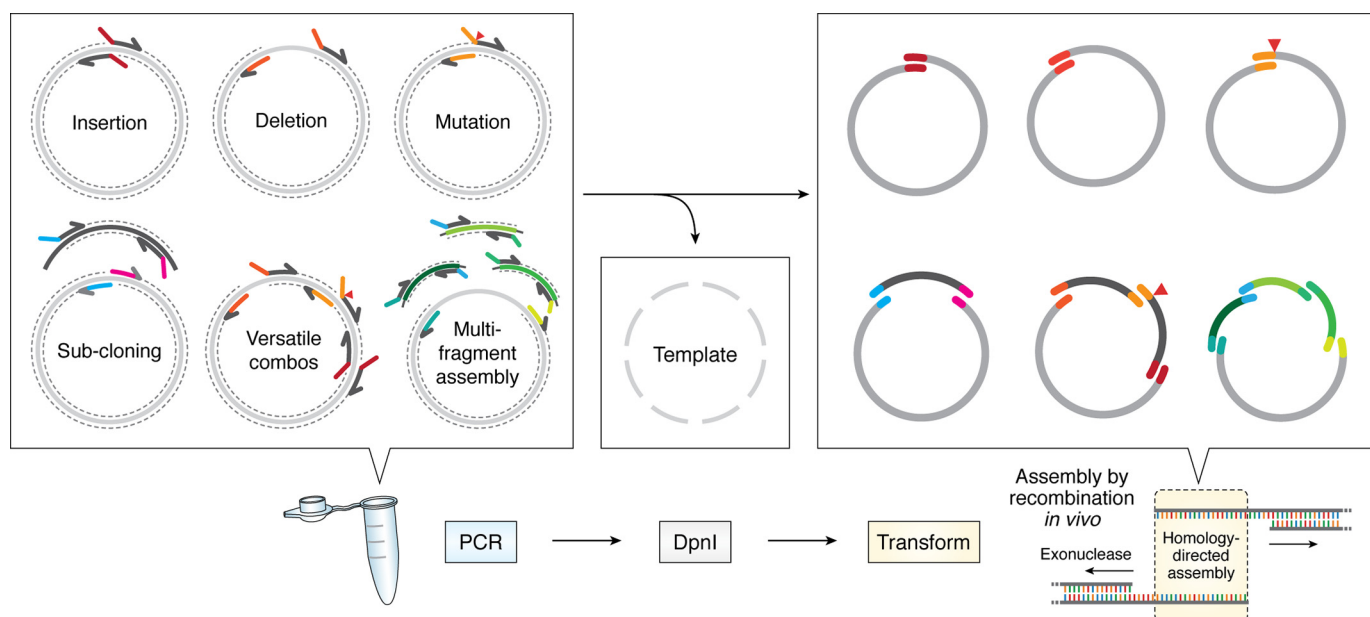 Insertion
Deletion
Mutation
Sub-cloning
Versatile
combos
Multi-
fragment
assembly
Template
PCR
DpnI
Transform
Assembly by
recombination
in vivo
Exonuclease
Homology-
directed
assembly